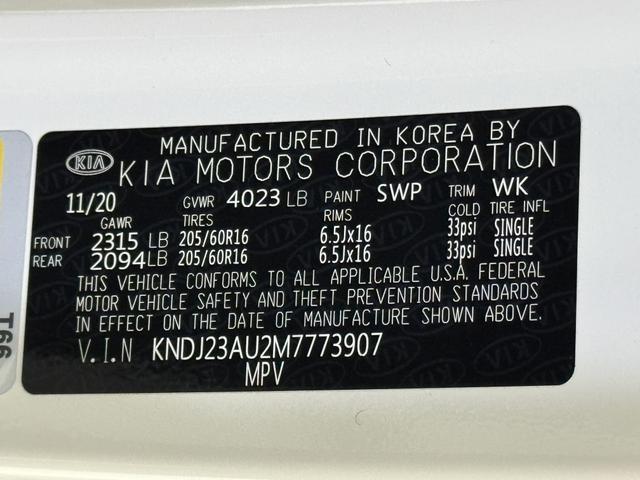 MANUFACTURED IN KOREA BY
KIA KIA MOTORS CORPORATION
11/20 GVWR 4023 LB PAINT SWP TRIM WK
GAWR TIRES RIMS COLD TIRE INFL
FRONT 2315 LB 205/60R16 6.5Jx16 33psi SINGLE
REAR 2094LB 205/60R16 6.5Jx16 33psi SINGLE
THIS VEHICLE CONFORMS TO ALL APPLICABLE U.S.A. FEDERAL
MOTOR VEHICLE SAFETY AND THEFT PREVENTION STANDARDS
IN EFFECT ON THE DATE OF MANUFACTURE SHOWN ABOVE.
V.I.N KNDJ23AU2M7773907
MPV